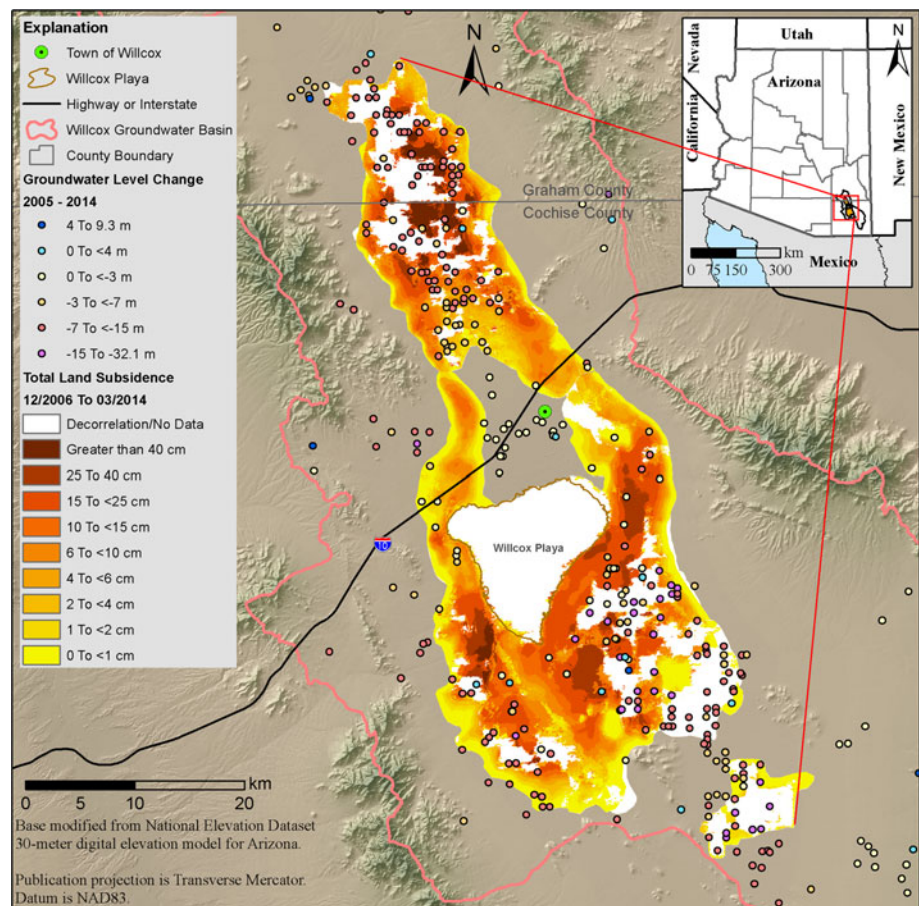 Explanation
Town of Willcox
Willcox Playa
Highway or Interstate
Willcox Groundwater Basin
County Boundary
Groundwater Level Change
2005 - 2014
4 To 9.3 m
0 To <4 m
0 To <-3 m
-3 To <-7 m
-7 To <-15 m
-15 To -32.1 m
Total Land Subsidence
12/2006 To 03/2014
Decorrelation/No Data
Greater than 40 cm
25 To 40 cm
15 To <25 cm
10 To <15 cm
6 To <10 cm
4 To <6 cm
2 To <4 cm
1 To <2 cm
0 To <1 cm
N
Graham County
Cochise County
Willcox Playa
10
Nevada
Utah
N
Arizona
California
New Mexico
km
0 75 150 300
Mexico
km
0 5 10 20
Base modified from National Elevation Dataset
30-meter digital elevation model for Arizona.
Publication projection is Transverse Mercator.
Datum is NAD83.